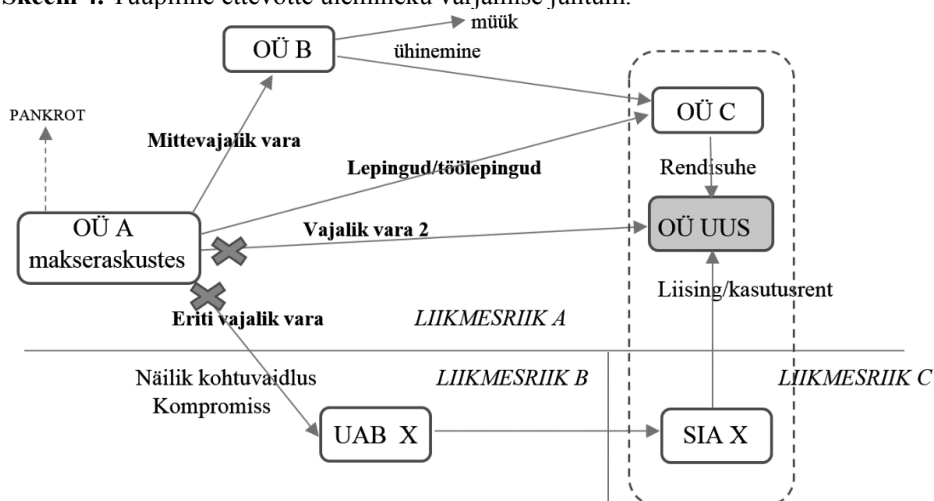 Skeem 4. Tüüpiline ettevõtte ülemineku varjamise juhtum.
müük
OÜ B
ühinemine
OÜ C
PANKROT
Mittevajalik vara
Lepingud/töölepingud
Rendisuhe
OÜ A
makseraskustes
Vajalik vara 2
OÜ UUS
Liising/kasutusrent
Eriti vajalik vara
LIIKMESRIIK A
Näilik kohtuvaidlus
Kompromiss
LIIKMESRIIK B
LIIKMESRIIK C
UAB X
SIA X